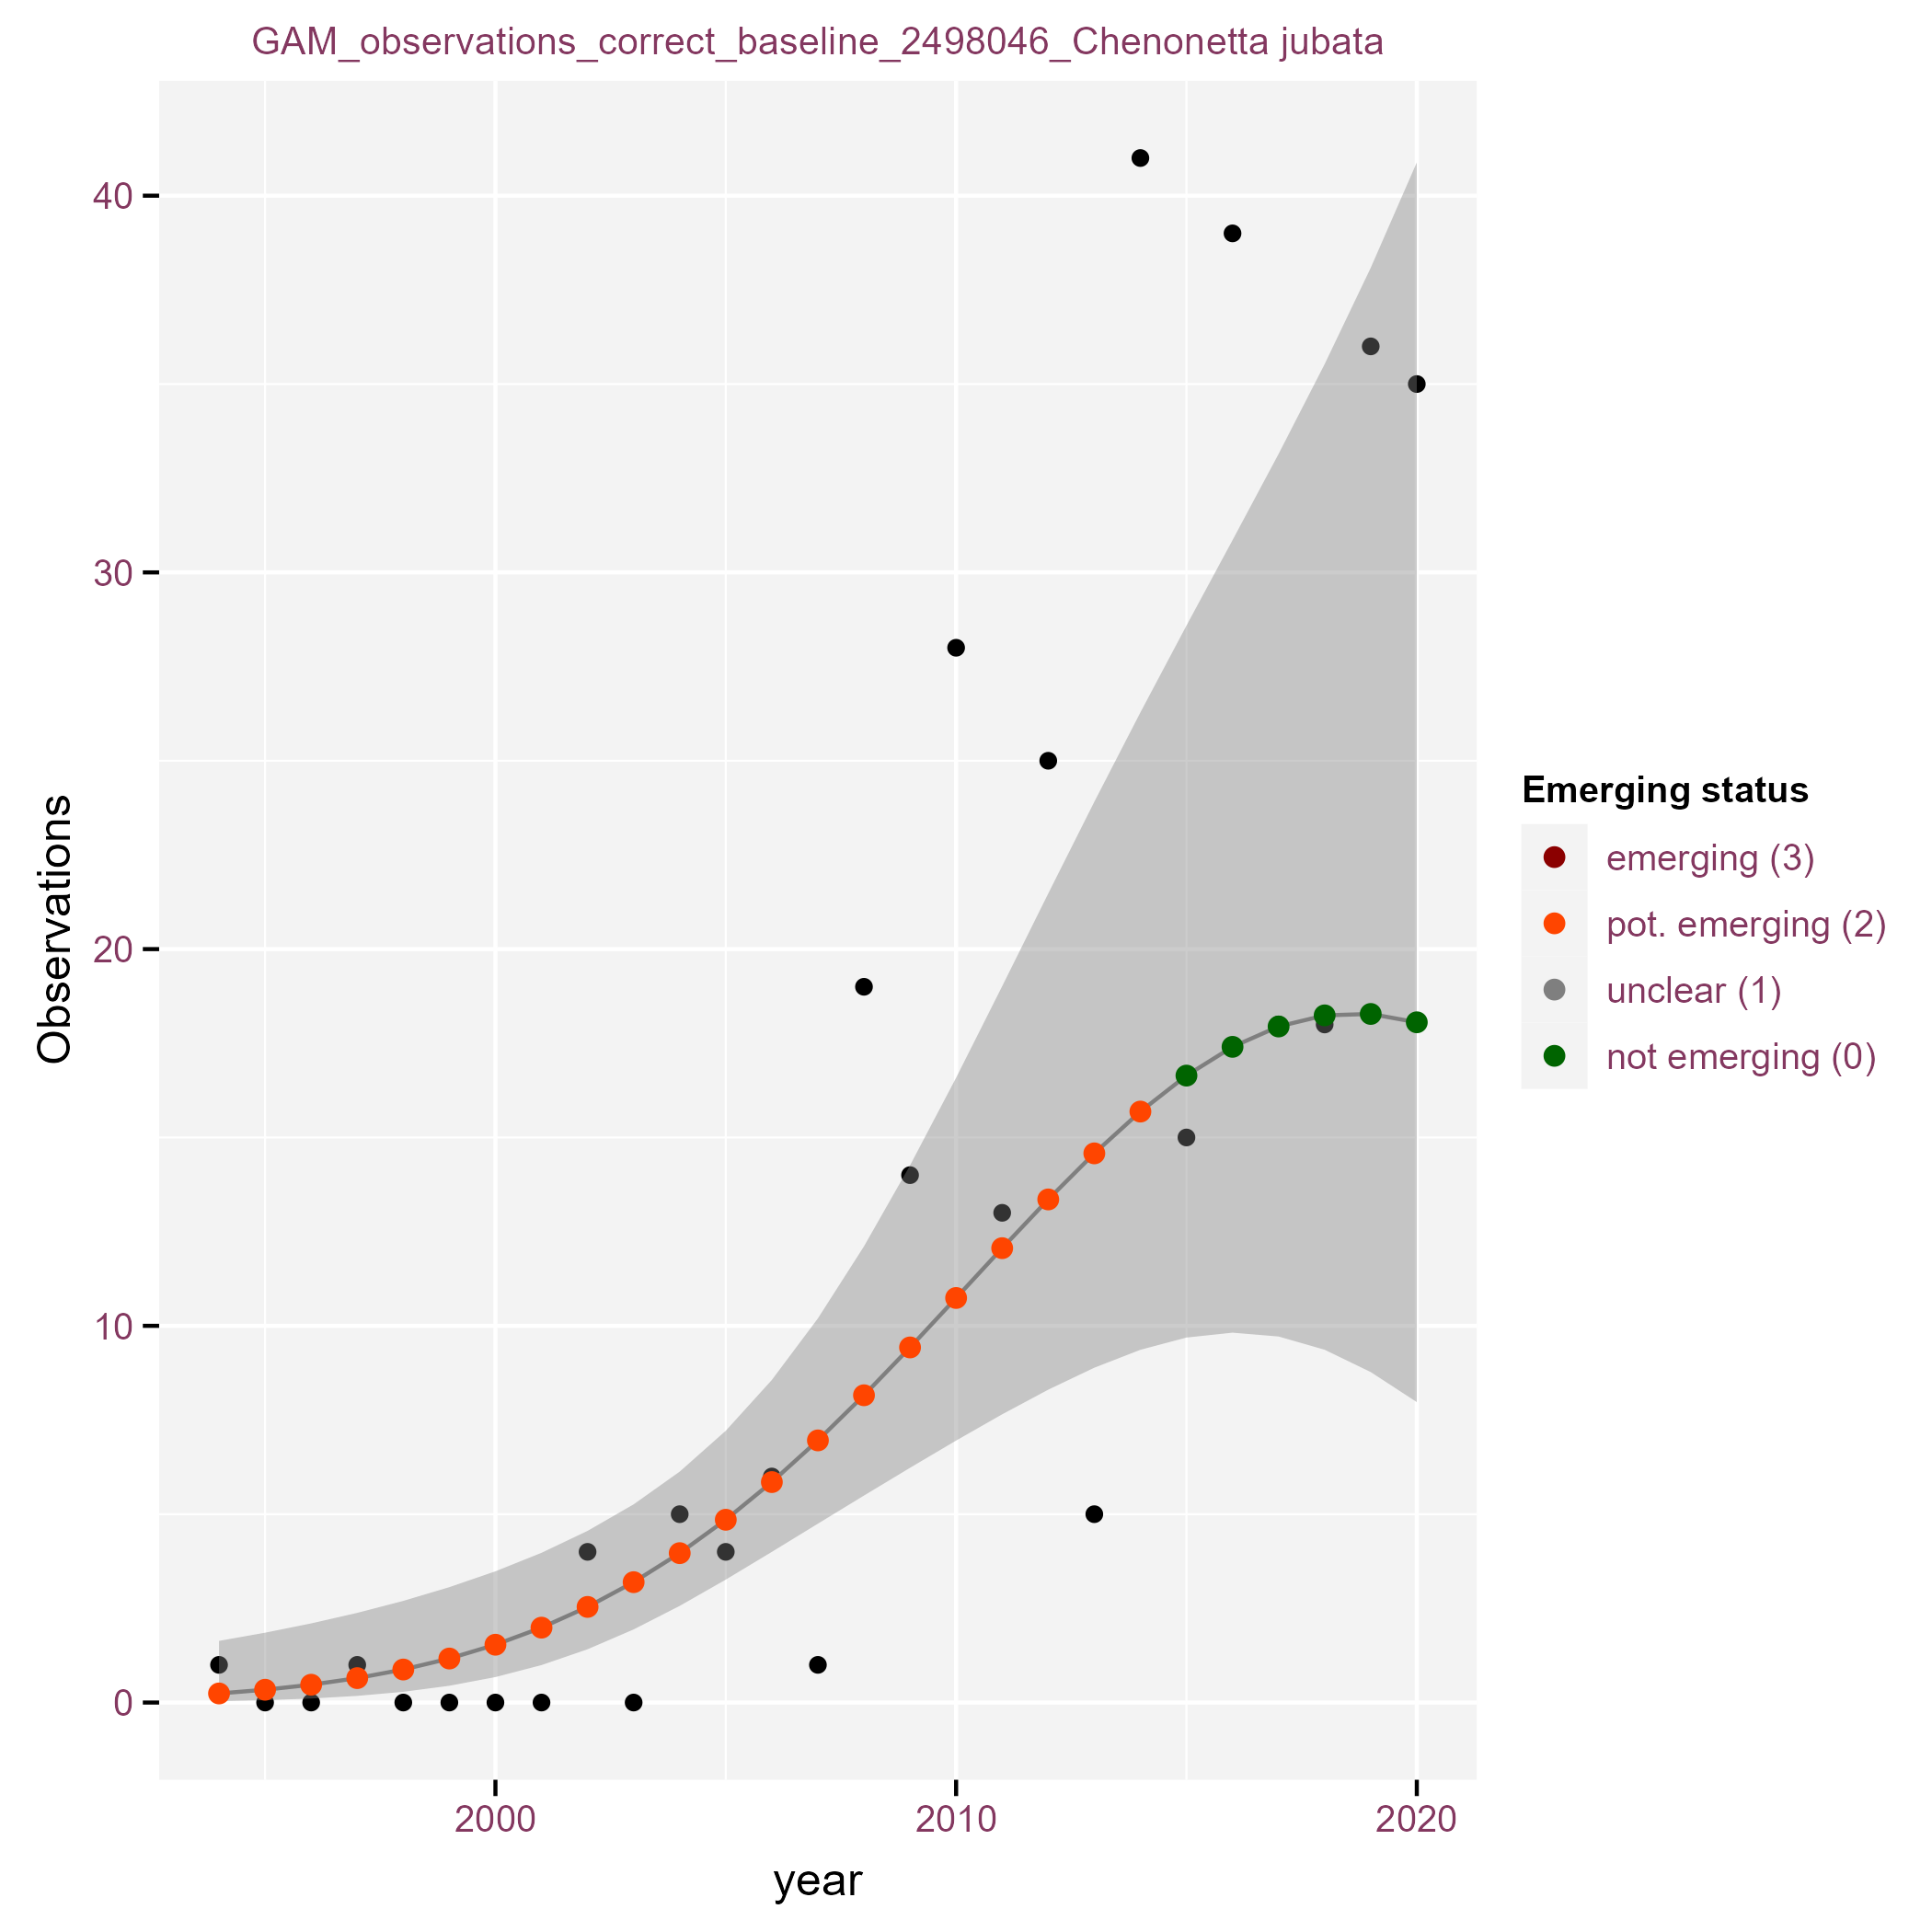 GAM_observations_correct_baseline_2498046_Chenonetta jubata
40
30
20
10
0
Observations
2000
2010
2020
year
Emerging status
emerging (3)
pot. emerging (2)
unclear (1)
not emerging (0)